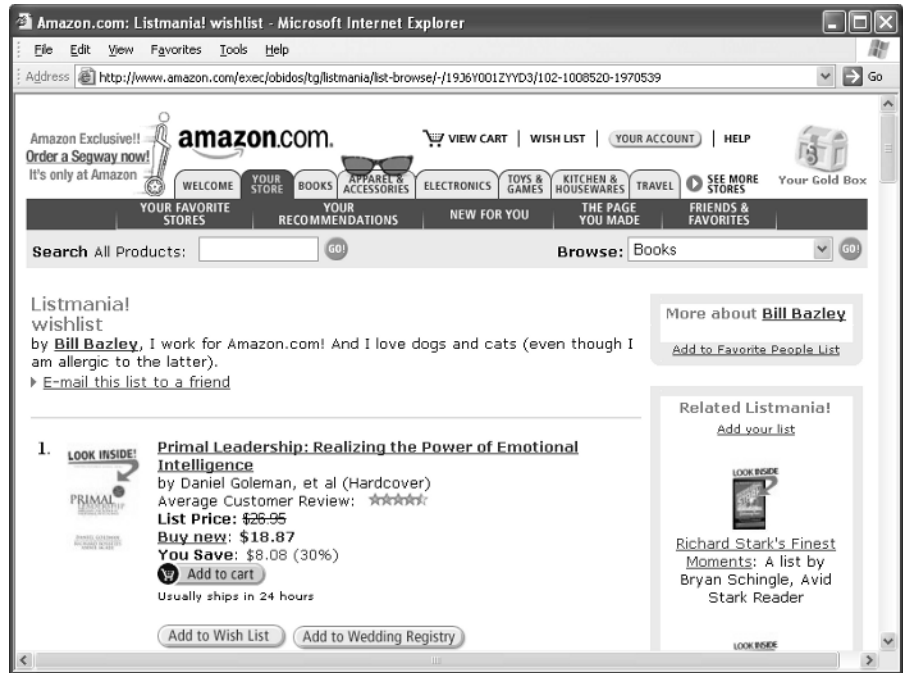 Amazon.com: Listmania! wishlist - Microsoft Internet Explorer
File Edit View Favorites Tools Help
Address http://www.amazon.com/exec/obidos/tg/listmania/list-browse/-/19J6Y001ZYYD3/102-1008520-1970539 Go
Amazon Exclusive!!
Order a Segway now!
It's only at Amazon
amazon.com.
VIEW CART | WISH LIST | YOUR ACCOUNT | HELP
Your Gold Box
WELCOME
YOUR STORE
BOOKS
APPAREL & ACCESSORIES
ELECTRONICS
TOYS & GAMES
KITCHEN & HOUSEWARES
TRAVEL
SEE MORE STORES
YOUR FAVORITE STORES
YOUR RECOMMENDATIONS
NEW FOR YOU
THE PAGE YOU MADE
FRIENDS & FAVORITES
Search All Products: GO!
Browse: Books GO!
Listmania!
wishlist
by Bill Bazley, I work for Amazon.com! And I love dogs and cats (even though I
am allergic to the latter).
E-mail this list to a friend
1.
LOOK INSIDE!
PRIMAL
LEADERSHIP
Primal Leadership: Realizing the Power of Emotional
Intelligence
by Daniel Goleman, et al (Hardcover)
Average Customer Review:
List Price: $26.95
Buy new: $18.87
You Save: $8.08 (30%)
Add to cart
Usually ships in 24 hours
Add to Wish List
Add to Wedding Registry
More about Bill Bazley
Add to Favorite People List
Related Listmania!
Add your list
LOOK INSIDE
Richard Stark's Finest
Moments: A list by
Bryan Schingle, Avid
Stark Reader
LOOK INSIDE